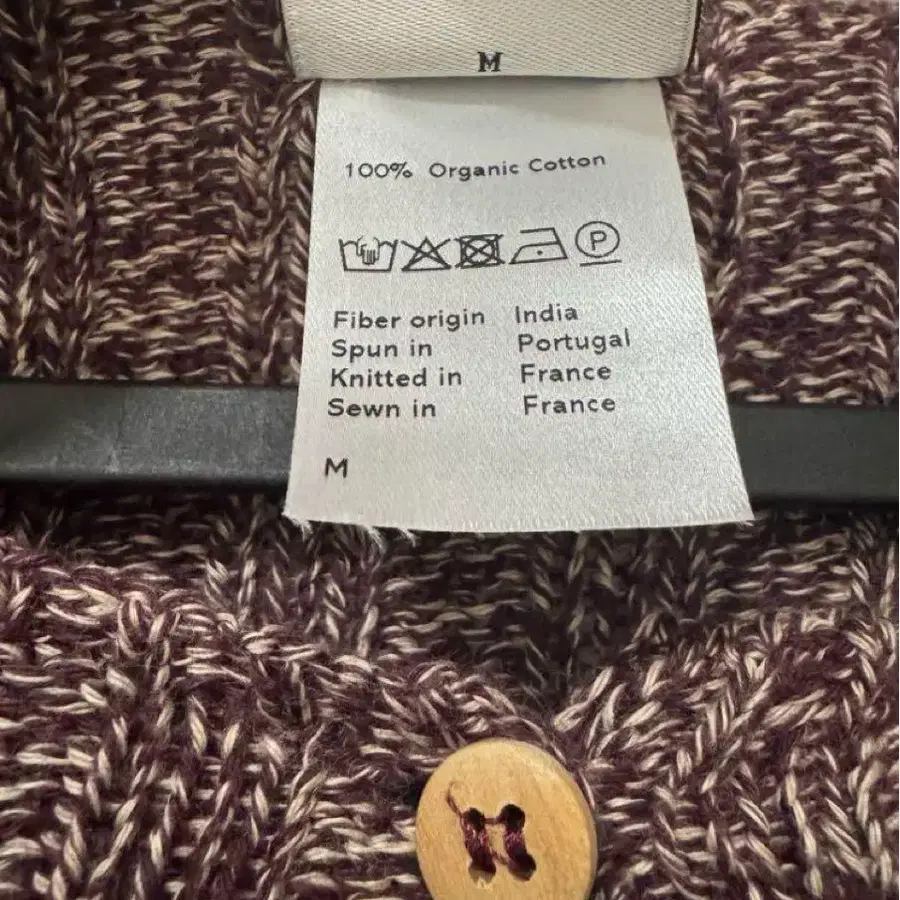 M
100% Organic Cotton
P
Fiber origin India
Spun in Portugal
Knitted in France
Sewn in France
M